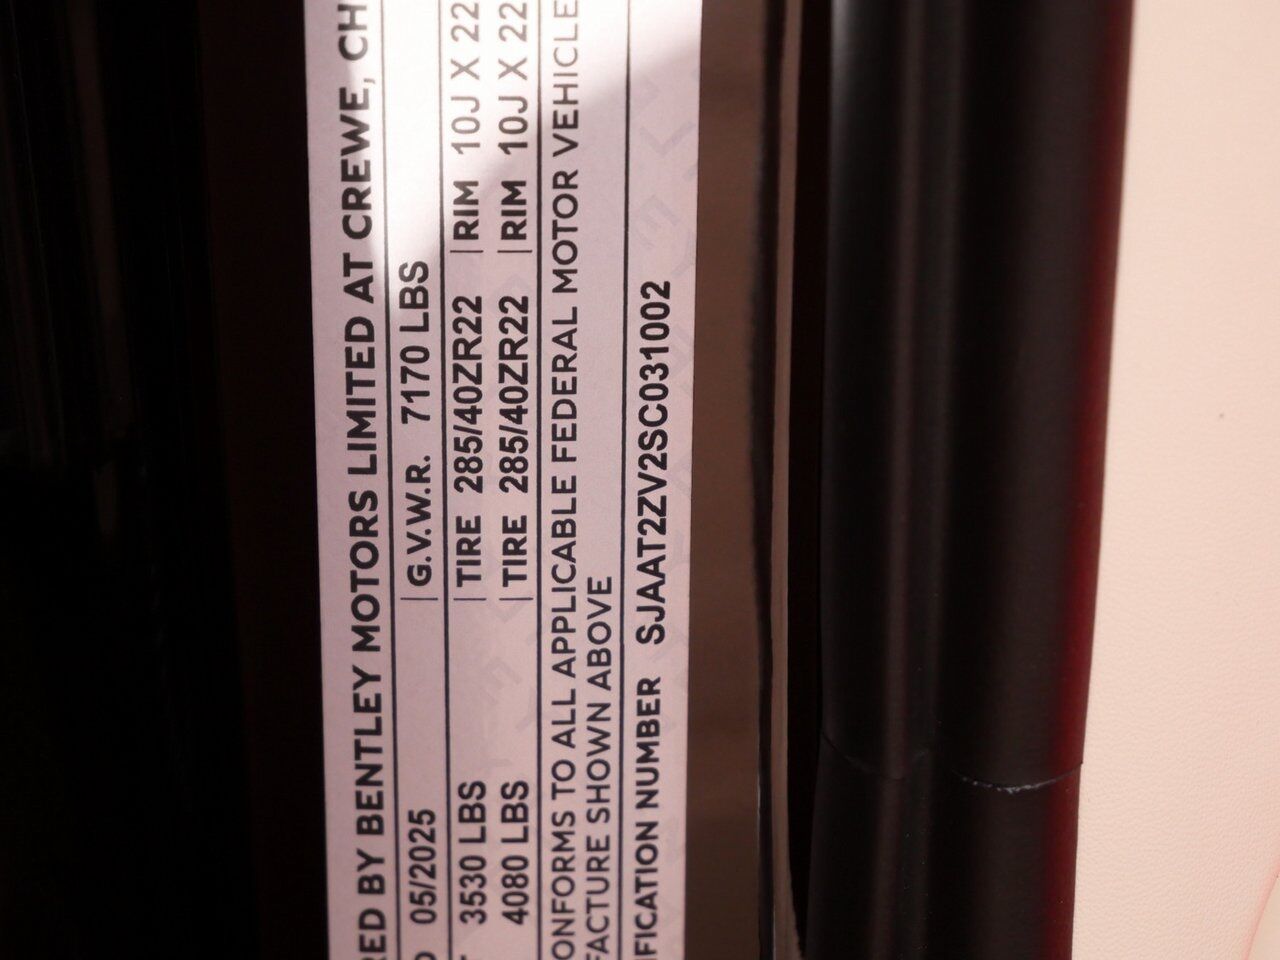 RED BY BENTLEY MOTORS LIMITED AT CREWE, CH
05/2025 G.V.W.R. 7170 LBS
3530 LBS TIRE 285/40ZR22 RIM 10J X 22
4080 LBS TIRE 285/40ZR22 RIM 10J X 22
ONFORMS TO ALL APPLICABLE FEDERAL MOTOR VEHICLE
FACTURE SHOWN ABOVE
IFICATION NUMBER SJAAT2ZV2SC031002